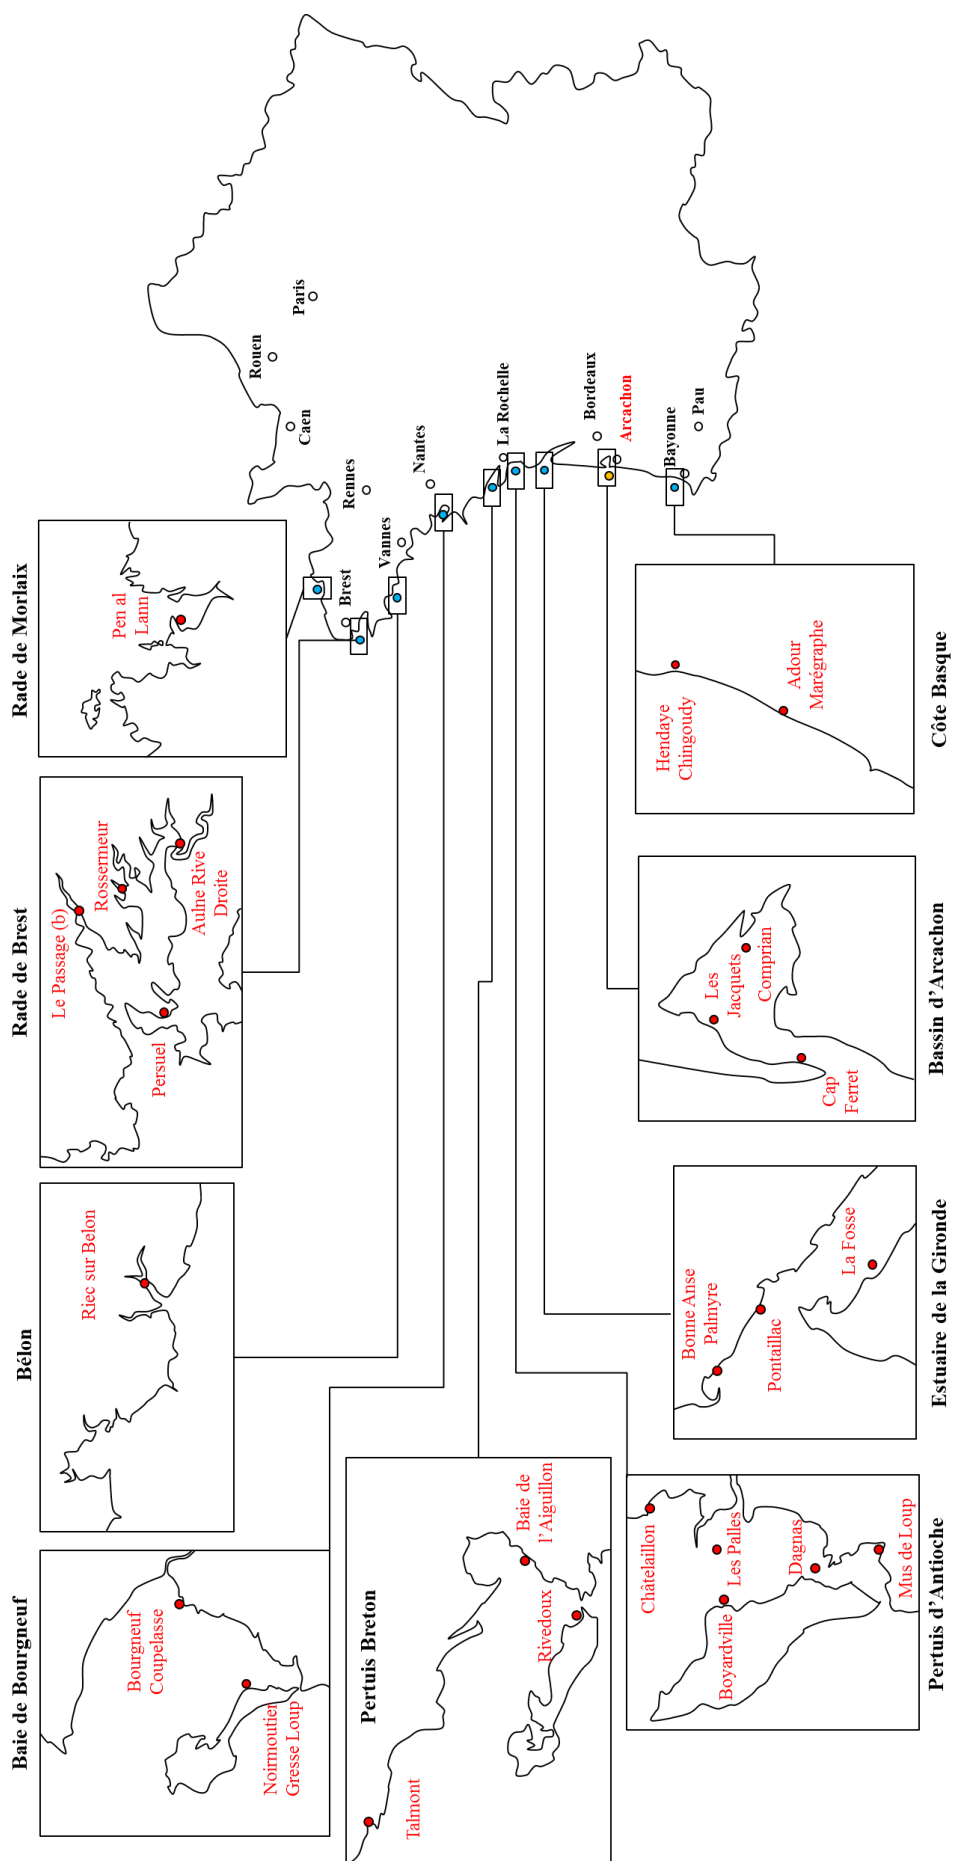 Baie de Bourgneuf
Bourgneuf
Coupelasse
Noirmoutier
Gresse Loup
Bélon
Riec sur Belon
Rade de Brest
Le Passage (b)
Rossermeur
Persuel
Aulne Rive
Droite
Rade de Morlaix
Pen al
Lann
Pertuis Breton
Talmont
Baie de
l’Aiguillon
Rivedoux
Rouen
Paris
Caen
Rennes
Brest
Vannes
Nantes
La Rochelle
Bordeaux
Arcachon
Bayonne
Pau
Châtelaillon
Les Palles
Boyardville
Dagnas
Mus de Loup
Pertuis d’Antioche
Bonne Anse
Palmyre
Pontaillac
La Fosse
Estuaire de la Gironde
Les
Jacquets
Comprian
Cap
Ferret
Bassin d’Arcachon
Hendaye
Chingoudy
Adour
Marégraphe
Côte Basque